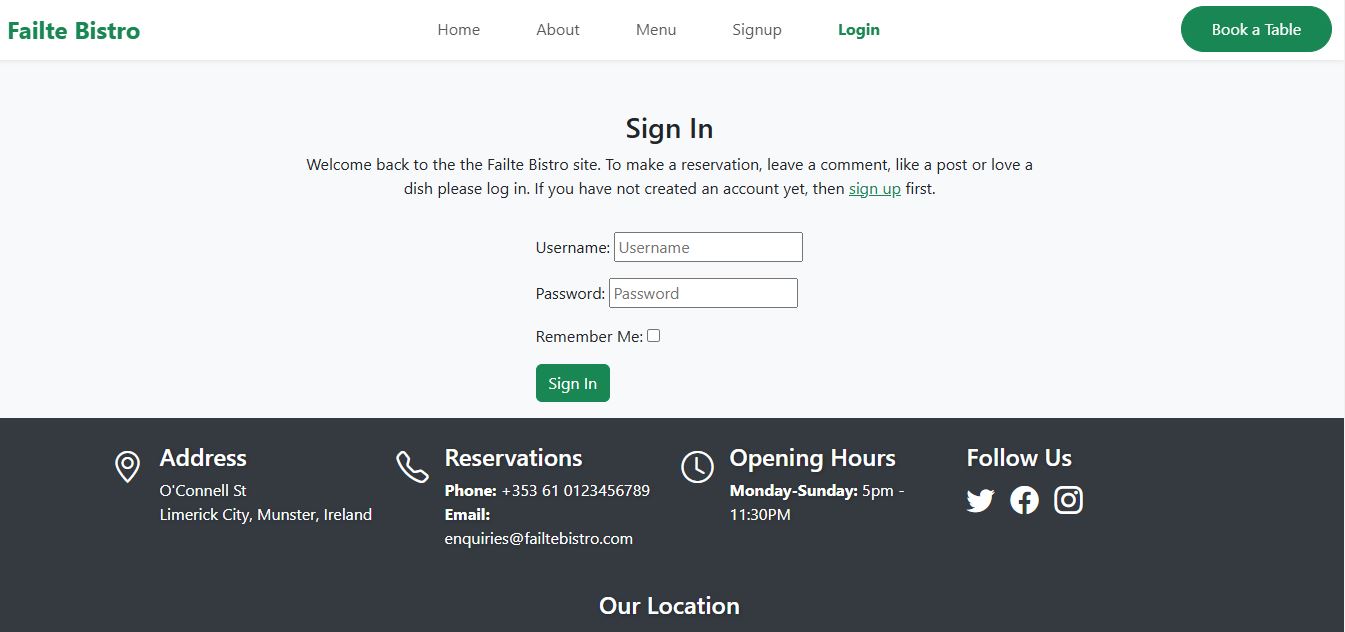 Failte Bistro
Home
About
Menu
Signup
Login
Book a Table
Sign In
Welcome back to the the Failte Bistro site. To make a reservation, leave a comment, like a post or love a
dish please log in. If you have not created an account yet, then sign up first.
Username: Username
Password: Password
Remember Me:
Sign In
Address
O'Connell St
Limerick City, Munster, Ireland
Reservations
Phone: +353 61 0123456789
Email:
enquiries@failtebistro.com
Opening Hours
Monday-Sunday: 5pm -
11:30PM
Follow Us
Our Location